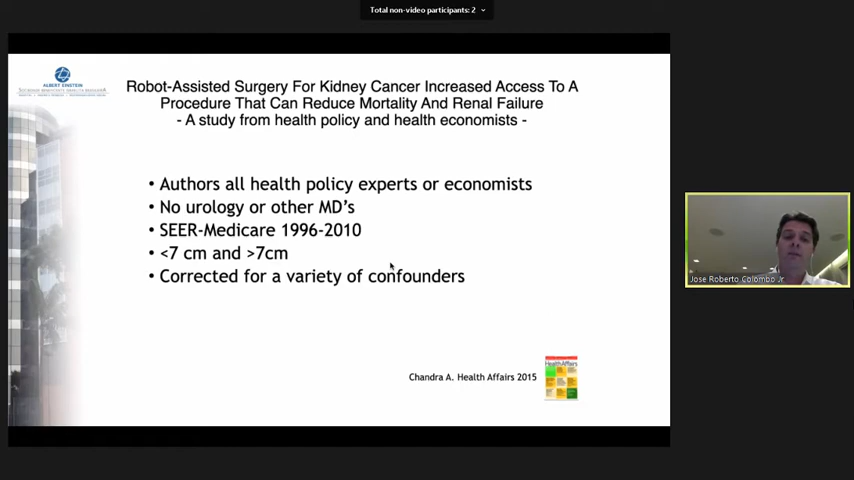 Total non-video participants: 2
ALBERT EINSTEIN
Robot-Assisted Surgery For Kidney Cancer Increased Access To A
Procedure That Can Reduce Mortality And Renal Failure
- A study from health policy and health economists -
• Authors all health policy experts or economists
• No urology or other MD's
• SEER-Medicare 1996-2010
• <7 cm and >7cm
• Corrected for a variety of confounders
Chandra A. Health Affairs 2015
HealthAffairs
Jose Roberto Colombo Jr.